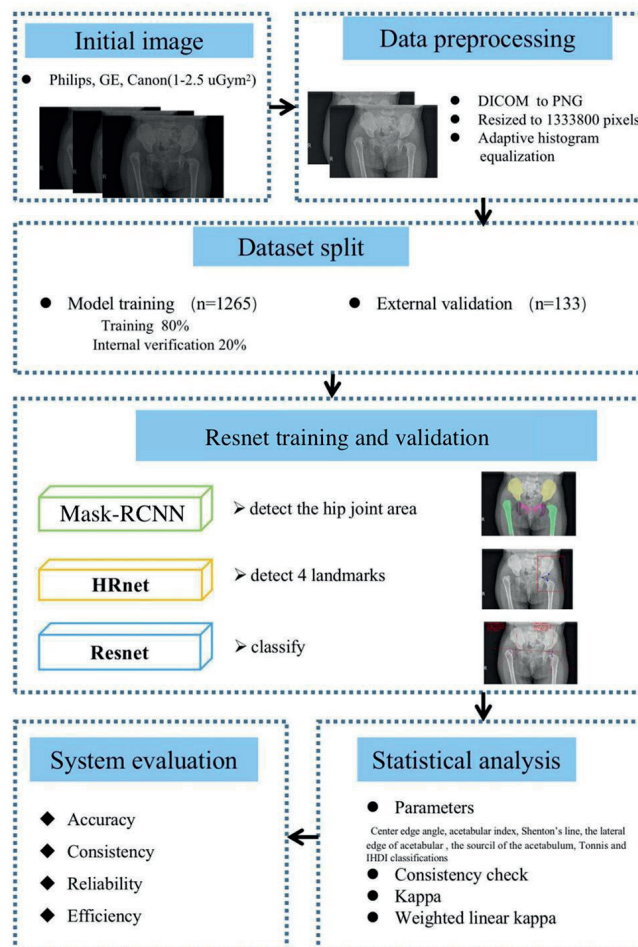 Initial image
● Philips, GE, Canon(1-2.5 uGym²)
Data preprocessing
● DICOM to PNG
● Resized to 1333800 pixels
● Adaptive histogram
equalization
Dataset split
● Model training (n=1265)
Training 80%
Internal verification 20%
● External validation (n=133)
Resnet training and validation
Mask-RCNN
➢ detect the hip joint area
HRnet
➢ detect 4 landmarks
Resnet
➢ classify
System evaluation
◆ Accuracy
◆ Consistency
◆ Reliability
◆ Efficiency
Statistical analysis
● Parameters
Center edge angle, acetabular index, Shenton's line, the lateral
edge of acetabular , the sourcil of the acetabulum, Tonnis and
IHDI classifications
● Consistency check
● Kappa
● Weighted linear kappa